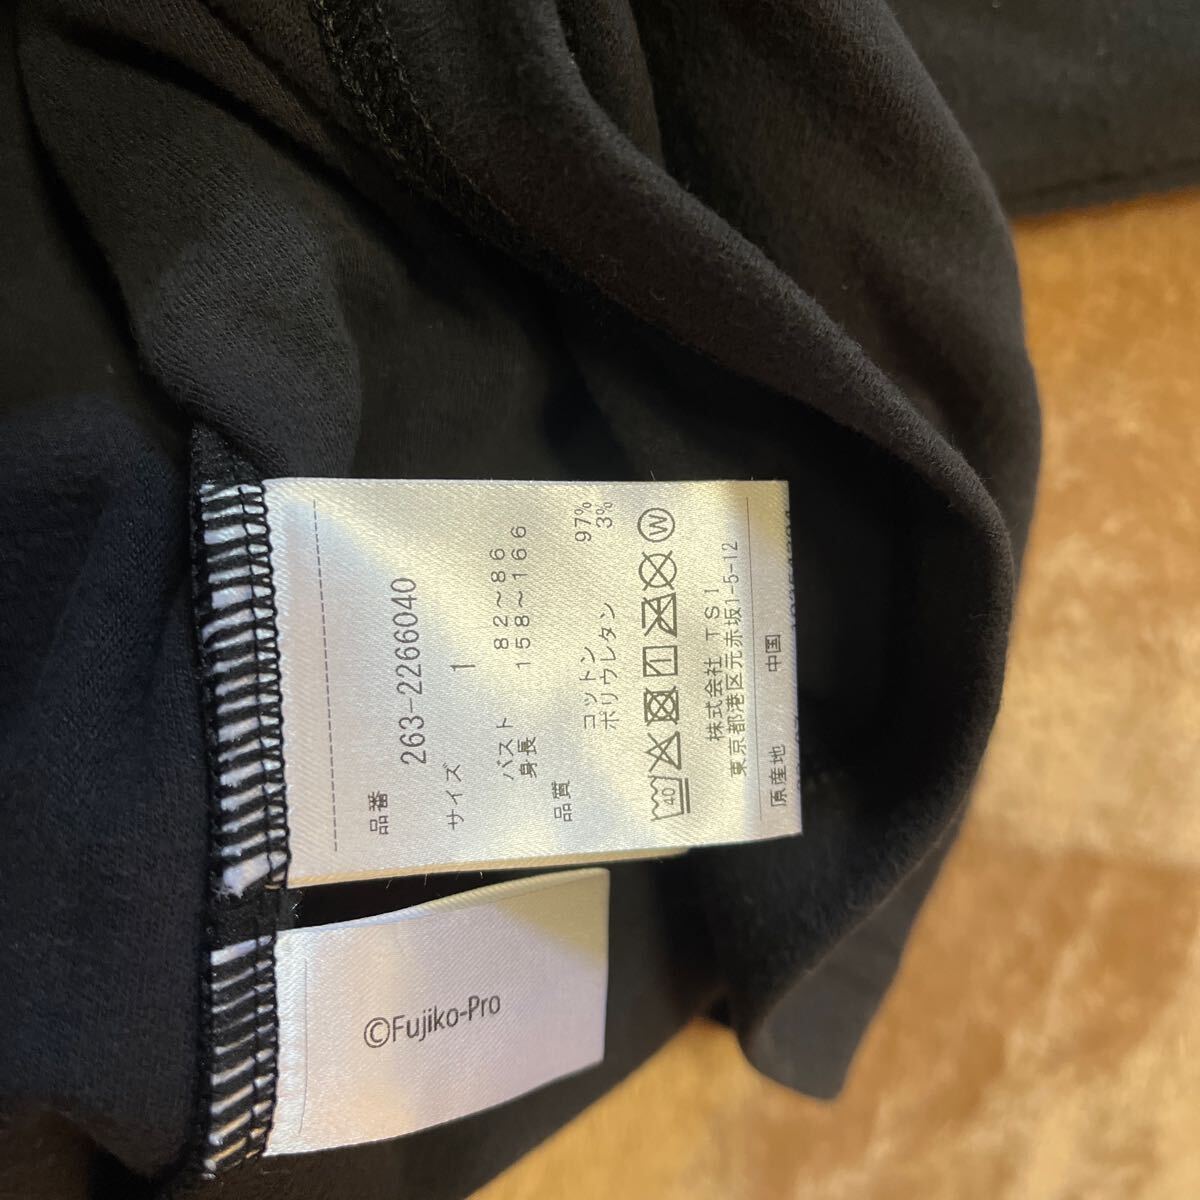 品番
263-2266040
サイズ 1
バスト 82～86
身長 158～166
品質
コットン 97%
ポリウレタン 3%
40 1 W
株式会社 TSI
東京都港区元赤坂1-5-12
原産地 中国
©Fujiko-Pro